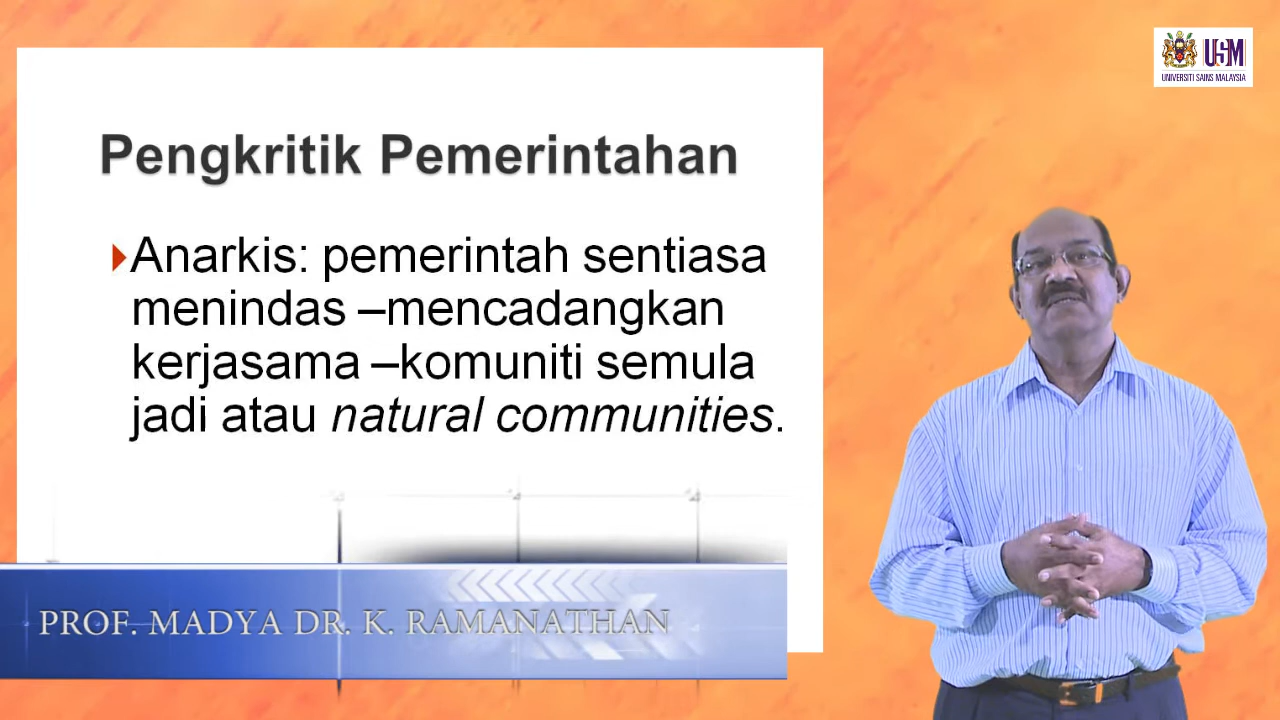 USM
UNIVERSITI SAINS MALAYSIA
Pengkritik Pemerintahan
Anarkis: pemerintah sentiasa
menindas –mencadangkan
kerjasama –komuniti semula
jadi atau natural communities.
PROF. MADYA DR. K. RAMANATHAN